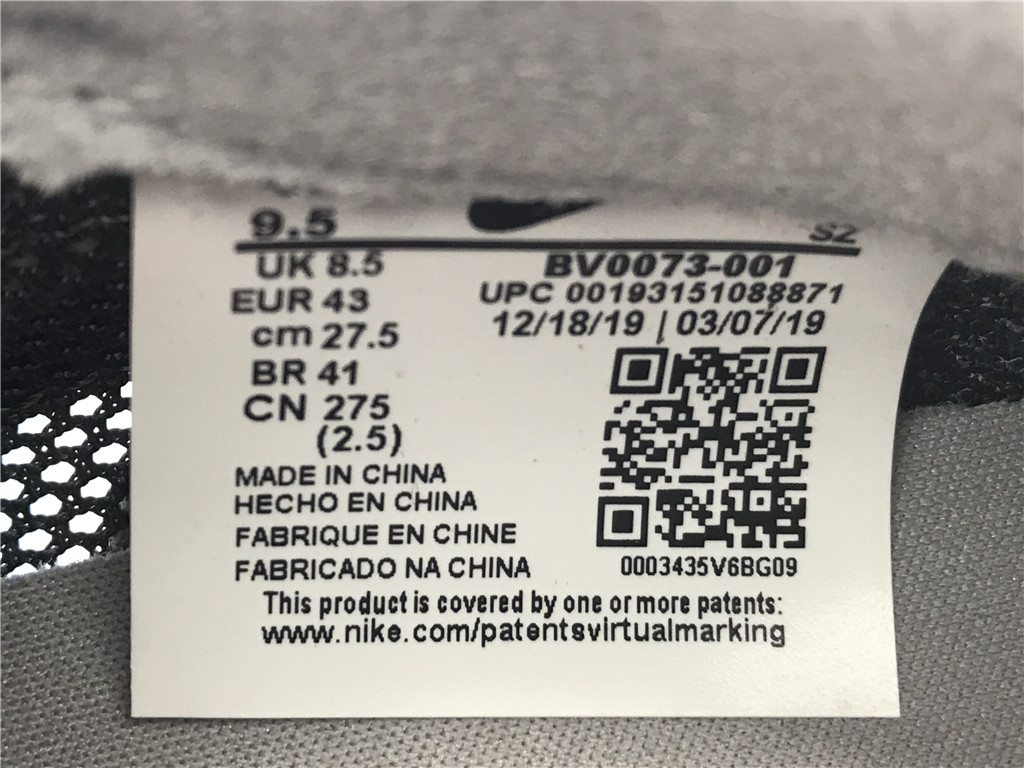 9.5
S2
UK 8.5
BV0073-001
EUR 43
UPC 00193151088871
cm 27.5
12/18/19 | 03/07/19
BR 41
CN 275
(2.5)
MADE IN CHINA
HECHO EN CHINA
FABRIQUE EN CHINE
FABRICADO NA CHINA
0003435V6BG09
This product is covered by one or more patents:
www.nike.com/patentsvirtualmarking